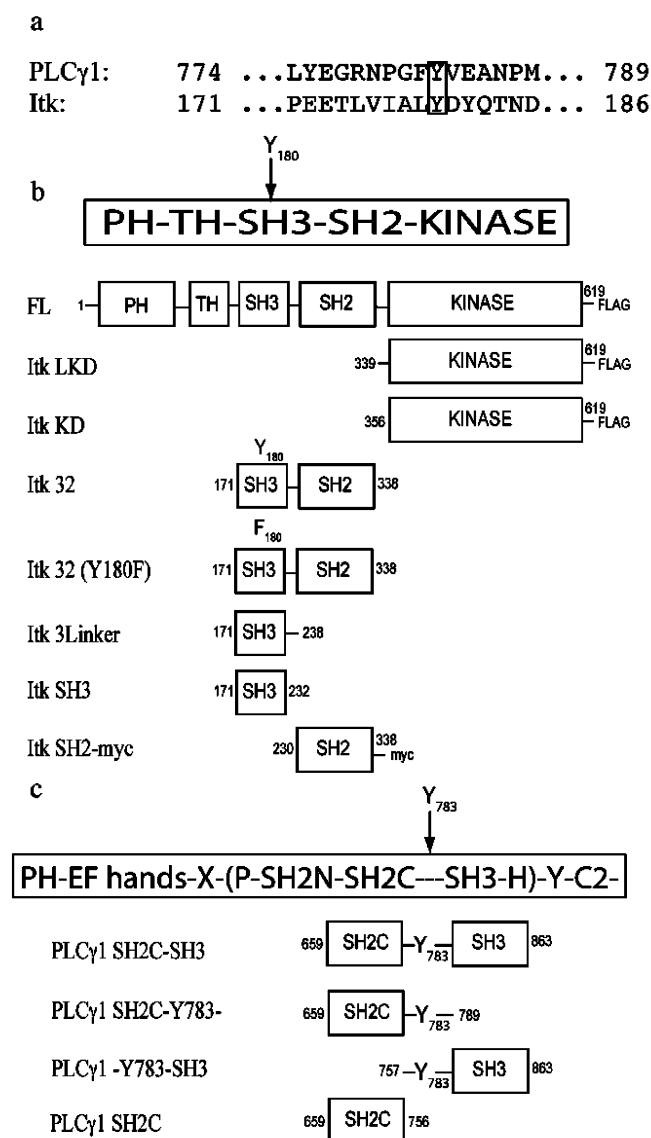 a
PLCγ1: 774 ...LYEGRNPGFYVEANPM... 789
Itk: 171 ...PEETLVIALYDYQTND... 186
Y180
b
PH-TH-SH3-SH2-KINASE
FL 1 PH TH SH3 SH2 KINASE 619 FLAG
Itk LKD 339 KINASE 619 FLAG
Itk KD 356 KINASE 619 FLAG
Y180
Itk 32 171 SH3 SH2 338
F180
Itk 32 (Y180F) 171 SH3 SH2 338
Itk 3Linker 171 SH3 238
Itk SH3 171 SH3 232
Itk SH2-myc 230 SH2 338 myc
c
Y783
PH-EF hands-X-(P-SH2N-SH2C---SH3-H)-Y-C2-
PLCγ1 SH2C-SH3 659 SH2C Y783 SH3 863
PLCγ1 SH2C-Y783- 659 SH2C Y783 789
PLCγ1 -Y783-SH3 757 Y783 SH3 863
PLCγ1 SH2C 659 SH2C 756